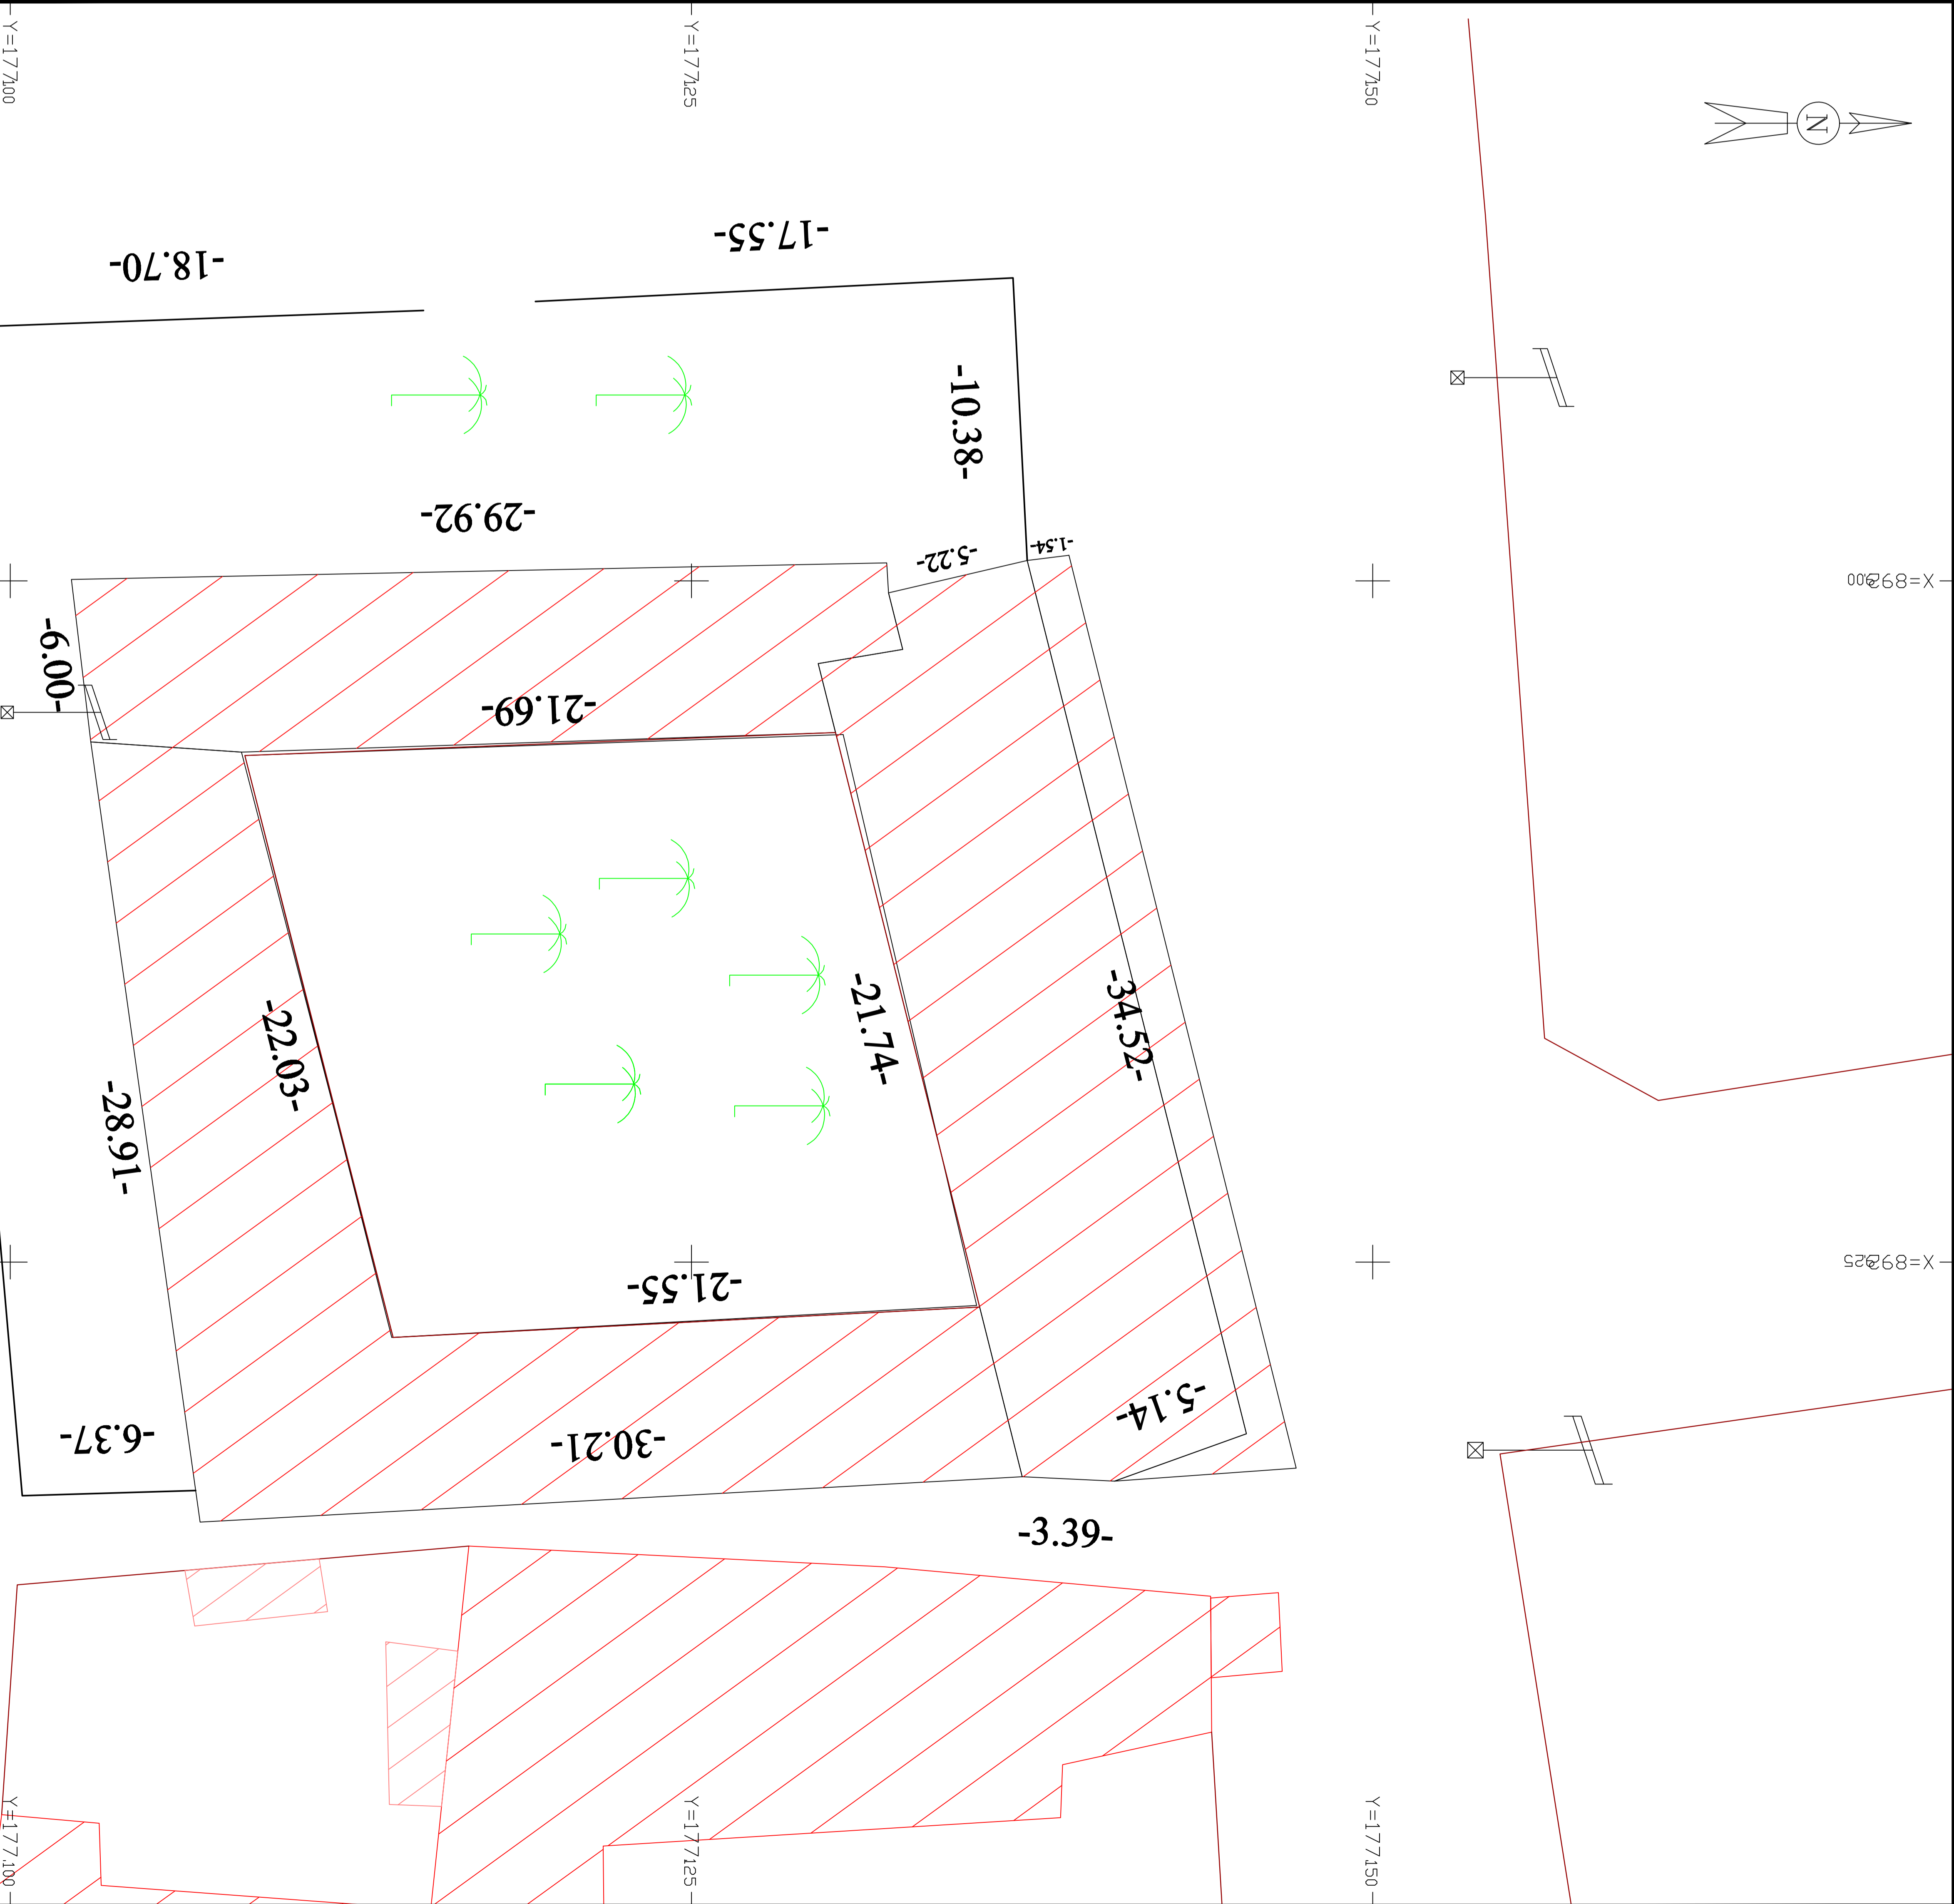 Y=177100
Y=177125
Y=177150
N
-18.70-
-17.55-
-10.38-
-29.92-
-5.22-
-1.54-
-6.00-
-21.69-
-22.03-
-21.74-
-34.52-
-28.91-
-21.55-
-5.14-
-6.37-
-30.21-
-3.39-
Y=177100
Y=177125
Y=177150